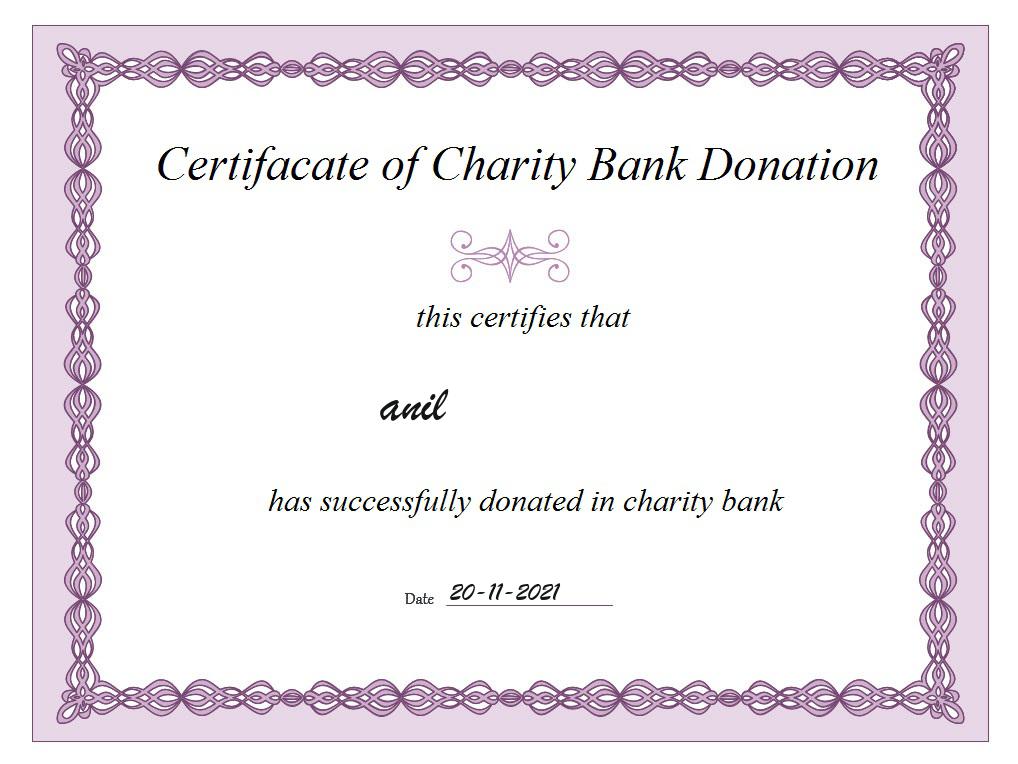 Certifacate of Charity Bank Donation
this certifies that
anil
has successfully donated in charity bank
Date 20-11-2021